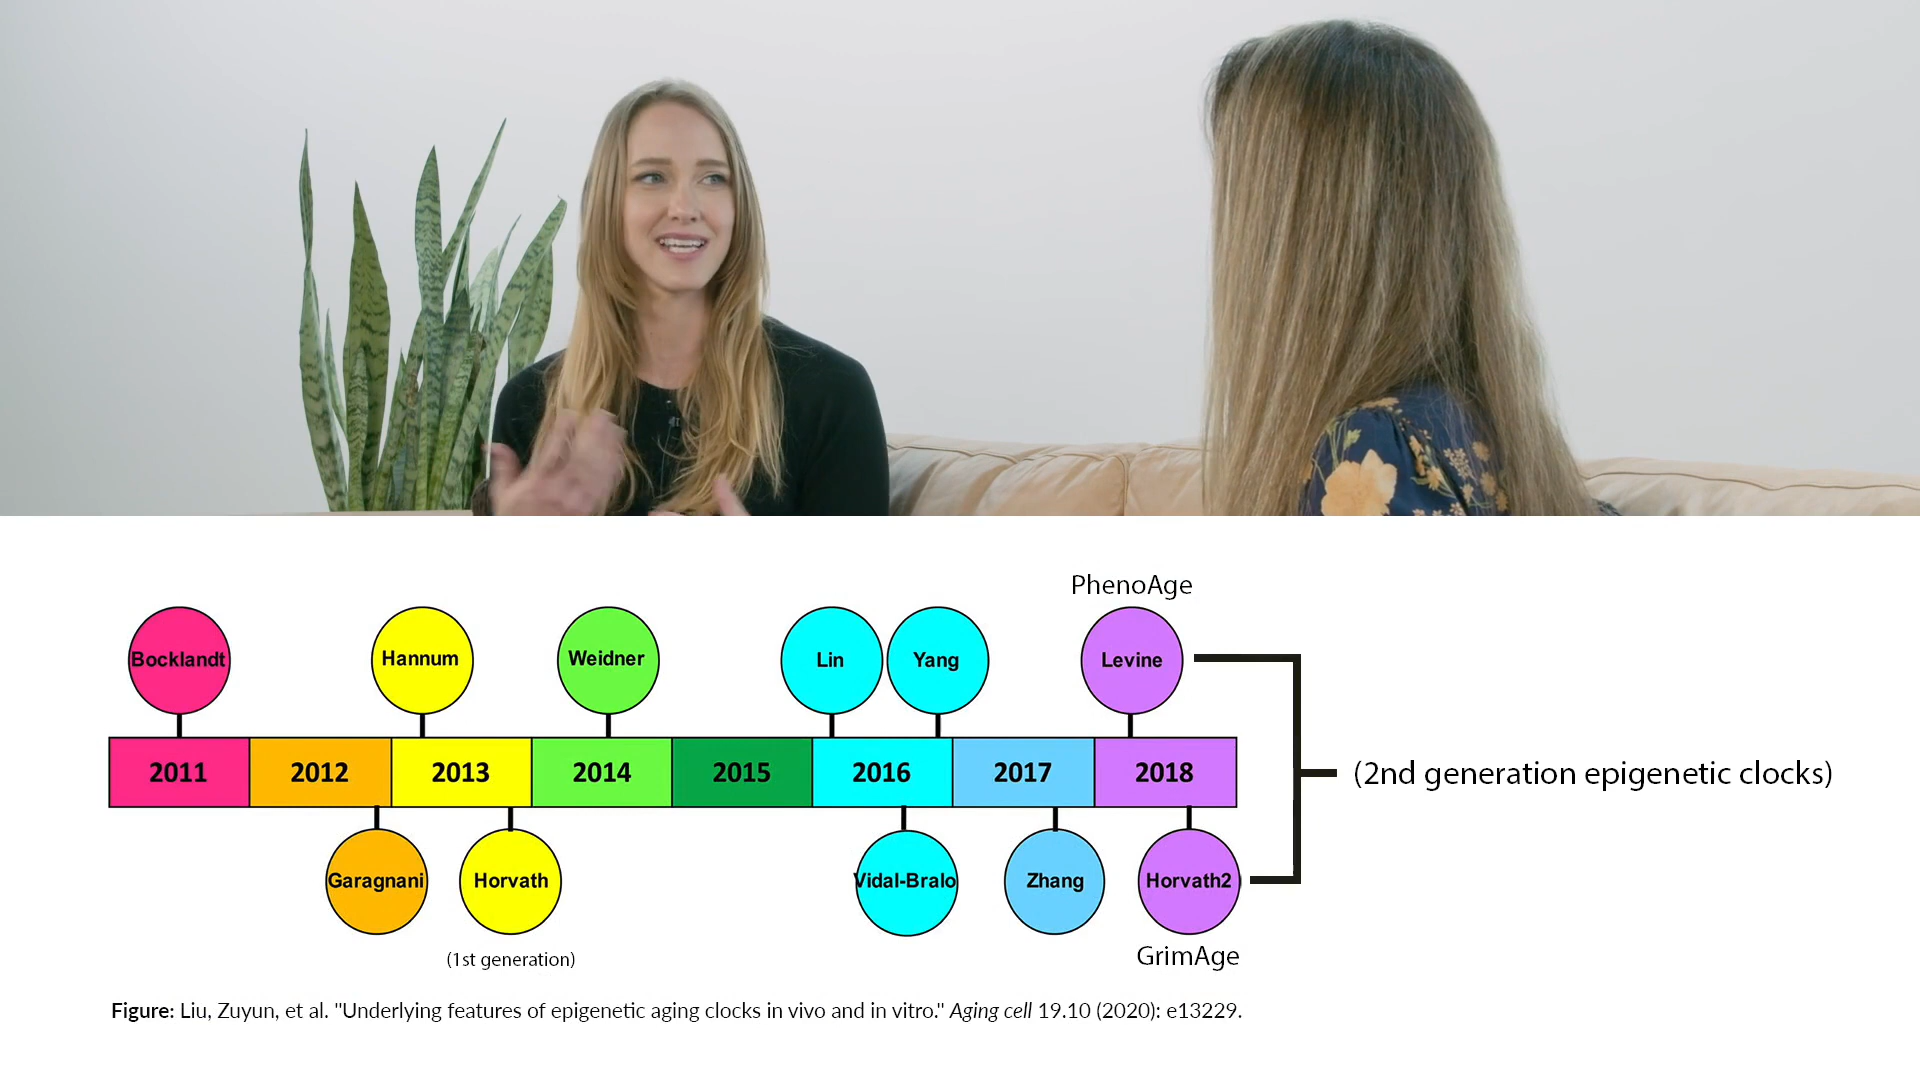 PhenoAge
Bocklandt
Hannum
Weidner
Lin
Yang
Levine
2011
2012
2013
2014
2015
2016
2017
2018
(2nd generation epigenetic clocks)
Garagnani
Horvath
Vidal-Bralo
Zhang
Horvath2
(1st generation)
GrimAge
Figure: Liu, Zuyun, et al. "Underlying features of epigenetic aging clocks in vivo and in vitro." Aging cell 19.10 (2020): e13229.